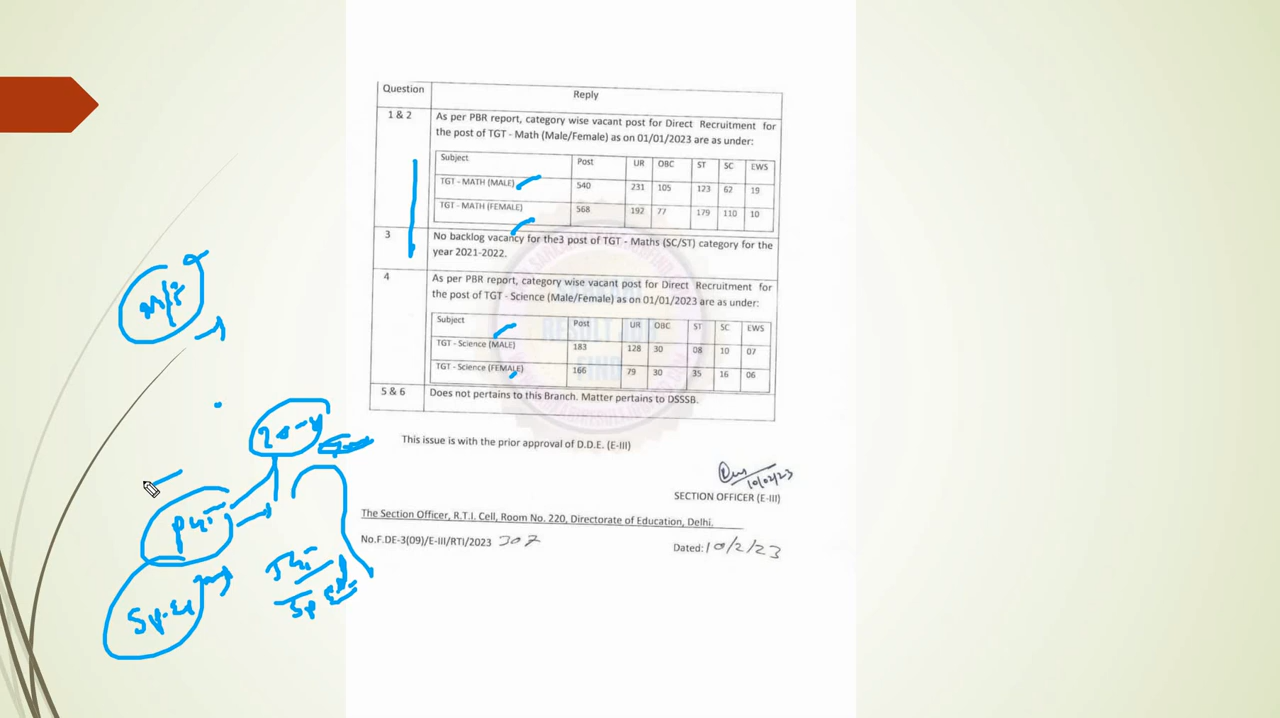 Question Reply
1 & 2 As per PBR report, category wise vacant post for Direct Recruitment for
the post of TGT - Math (Male/Female) as on 01/01/2023 are as under:
Subject Post UR OBC ST SC EWS
TGT - MATH (MALE) 540 231 105 123 62 19
TGT - MATH (FEMALE) 568 192 77 179 110 10
3 No backlog vacancy for the3 post of TGT - Maths (SC/ST) category for the
year 2021-2022.
4 As per PBR report, category wise vacant post for Direct Recruitment for
the post of TGT - Science (Male/Female) as on 01/01/2023 are as under:
Subject Post UR OBC ST SC EWS
TGT - Science (MALE) 183 128 30 08 10 07
TGT - Science (FEMALE) 166 79 30 35 16 06
5 & 6 Does not pertains to this Branch. Matter pertains to DSSSB.
This issue is with the prior approval of D.D.E. (E-III)
10/02/23
SECTION OFFICER (E-III)
The Section Officer, R.T.I. Cell, Room No. 220, Directorate of Education, Delhi.
No.F.DE-3(09)/E-III/RTI/2023 307 Dated: 10/2/23
RESULT
FIND